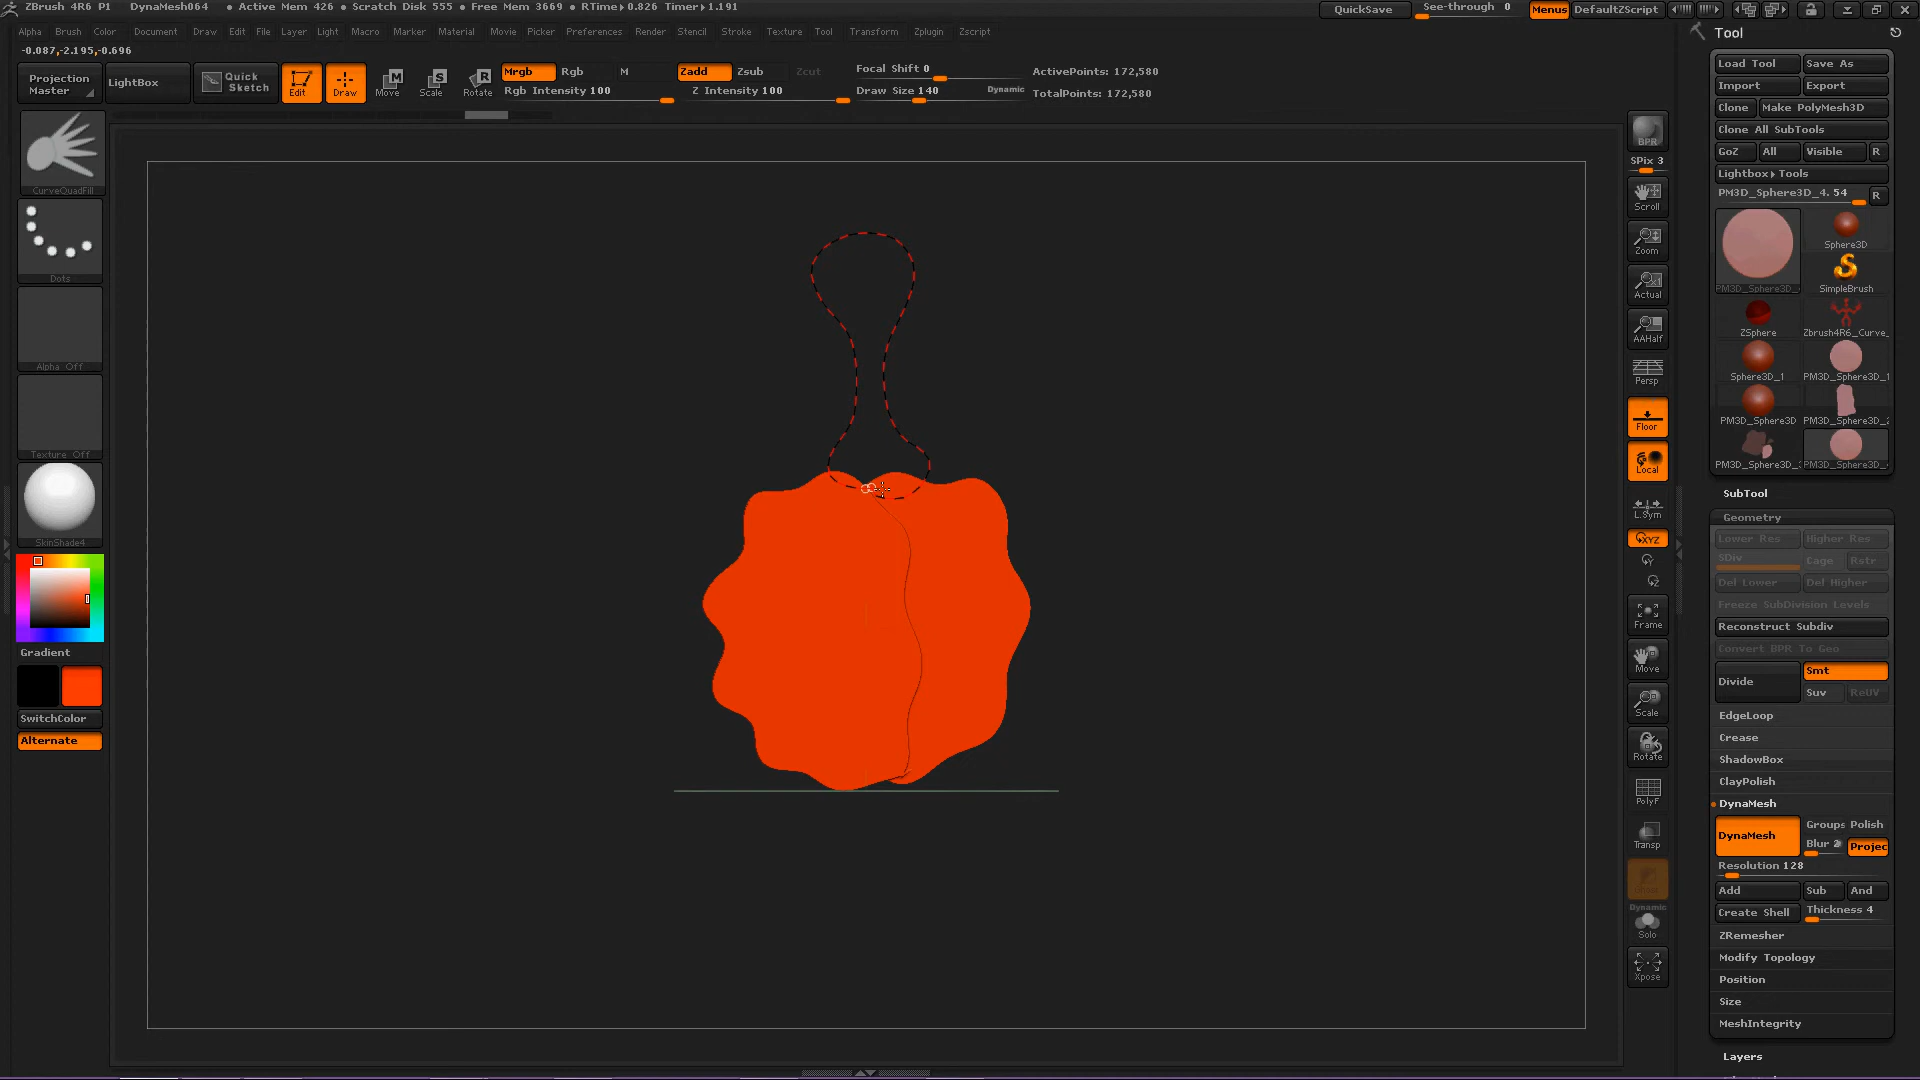 ZBrush 4R6 P1 DynaMesh064 • Active Mem 426 • Scratch Disk 555 • Free Mem 3669 • RTime▸0.826 Timer▸1.191 QuickSave See-through 0 Menus DefaultZScript
Alpha Brush Color Document Draw Edit File Layer Light Macro Marker Material Movie Picker Preferences Render Stencil Stroke Texture Tool Transform Zplugin Zscript
-0.087,-2.195,-0.696
Projection Master
LightBox
Quick Sketch
Edit
Draw
Move
Scale
Rotate
Mrgb Rgb M
Rgb Intensity 100
Zadd Zsub Zcut
Z Intensity 100
Focal Shift 0
Draw Size 140 Dynamic
ActivePoints: 172,580
TotalPoints: 172,580
CurveQuadFill
Dots
Alpha Off
Texture Off
SkinShade4
Gradient
SwitchColor
Alternate
BPR
SPix 3
Scroll
Zoom
Actual
AAHalf
Persp
Floor
Local
L.Sym
XYZ
Y
Z
Frame
Move
Scale
Rotate
PolyF
Transp
Dynamic
Solo
Xpose
Tool
Load Tool Save As
Import Export
Clone Make PolyMesh3D
Clone All SubTools
GoZ All Visible R
Lightbox▸Tools
PM3D_Sphere3D_4. 54 R
PM3D_Sphere3D_
Sphere3D
SimpleBrush
ZSphere Zbrush4R6__Curve_
Sphere3D_1 PM3D_Sphere3D_1
PM3D_Sphere3D PM3D_Sphere3D_2
PM3D_Sphere3D_3 PM3D_Sphere3D_
SubTool
Geometry
Lower Res Higher Res
SDiv Cage Rstr
Del Lower Del Higher
Freeze SubDivision Levels
Reconstruct Subdiv
Convert BPR To Geo
Divide Smt
Suv ReUV
EdgeLoop
Crease
ShadowBox
ClayPolish
DynaMesh
DynaMesh Groups Polish
Blur 2 Projec
Resolution 128
Add Sub And
Create Shell Thickness 4
ZRemesher
Modify Topology
Position
Size
MeshIntegrity
Layers